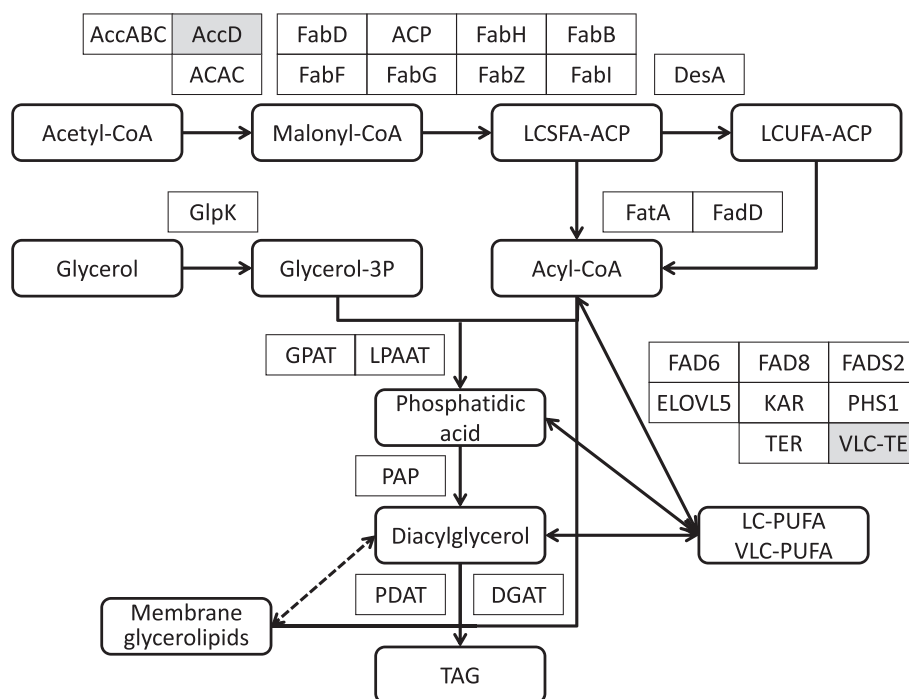 AccABC AccD FabD ACP FabH FabB
ACAC FabF FabG FabZ FabI DesA
Acetyl-CoA Malonyl-CoA LCSFA-ACP LCUFA-ACP
GlpK FatA FadD
Glycerol Glycerol-3P Acyl-CoA
GPAT LPAAT FAD6 FAD8 FADS2
Phosphatidic
acid
ELOVL5 KAR PHS1
TER VLC-TE
PAP
Diacylglycerol
LC-PUFA
VLC-PUFA
PDAT DGAT
Membrane
glycerolipids
TAG